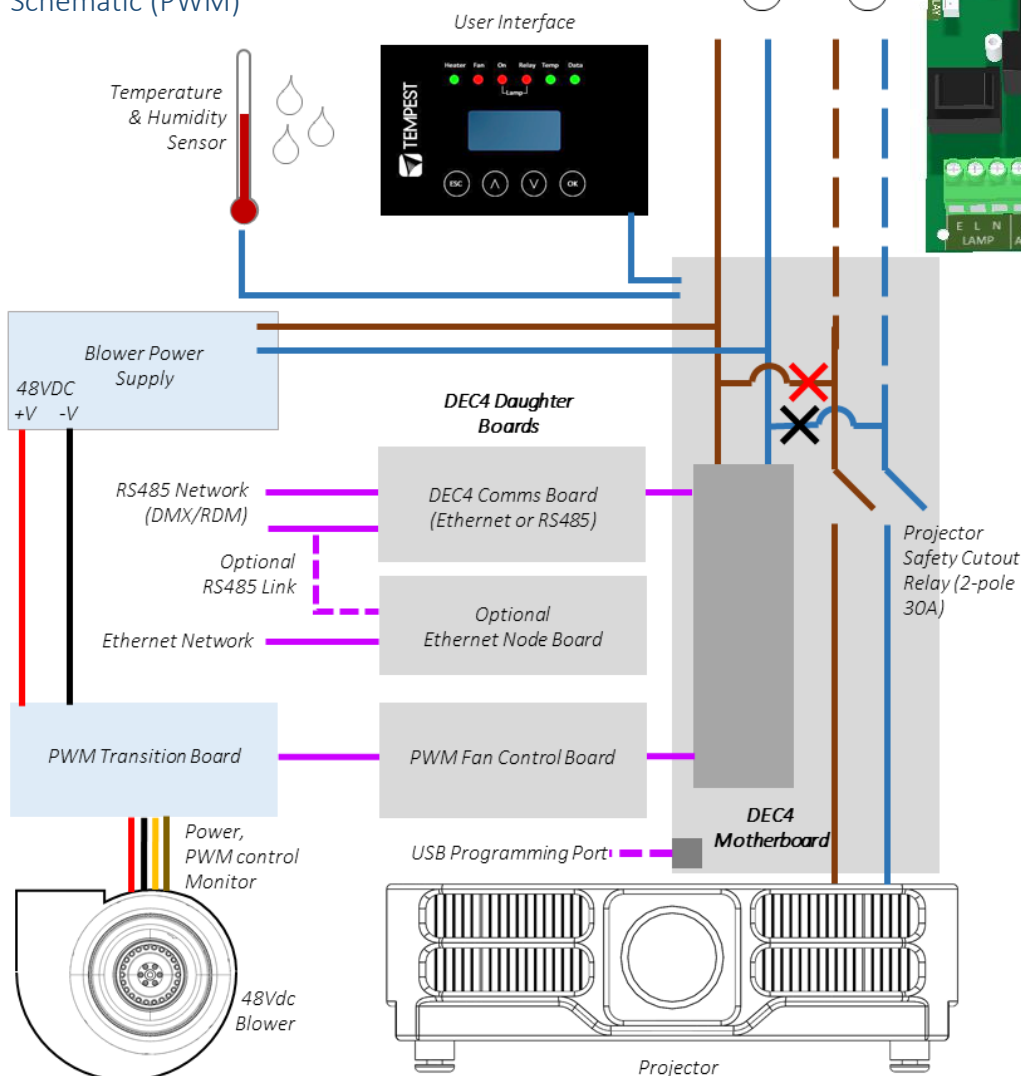 Schematic (PWM)
User Interface
Temperature
& Humidity
Sensor
Heater Fan On Relay Temp Data
Lamp
TEMPEST
ESC
OK
E L N
LAMP
Blower Power
Supply
48VDC
+V -V
DEC4 Daughter
Boards
RS485 Network
(DMX/RDM)
DEC4 Comms Board
(Ethernet or RS485)
Optional
RS485 Link
Optional
Ethernet Node Board
Ethernet Network
Projector
Safety Cutout
Relay (2-pole
30A)
PWM Transition Board
PWM Fan Control Board
DEC4
Motherboard
Power,
PWM control
Monitor
USB Programming Port
48Vdc
Blower
Projector